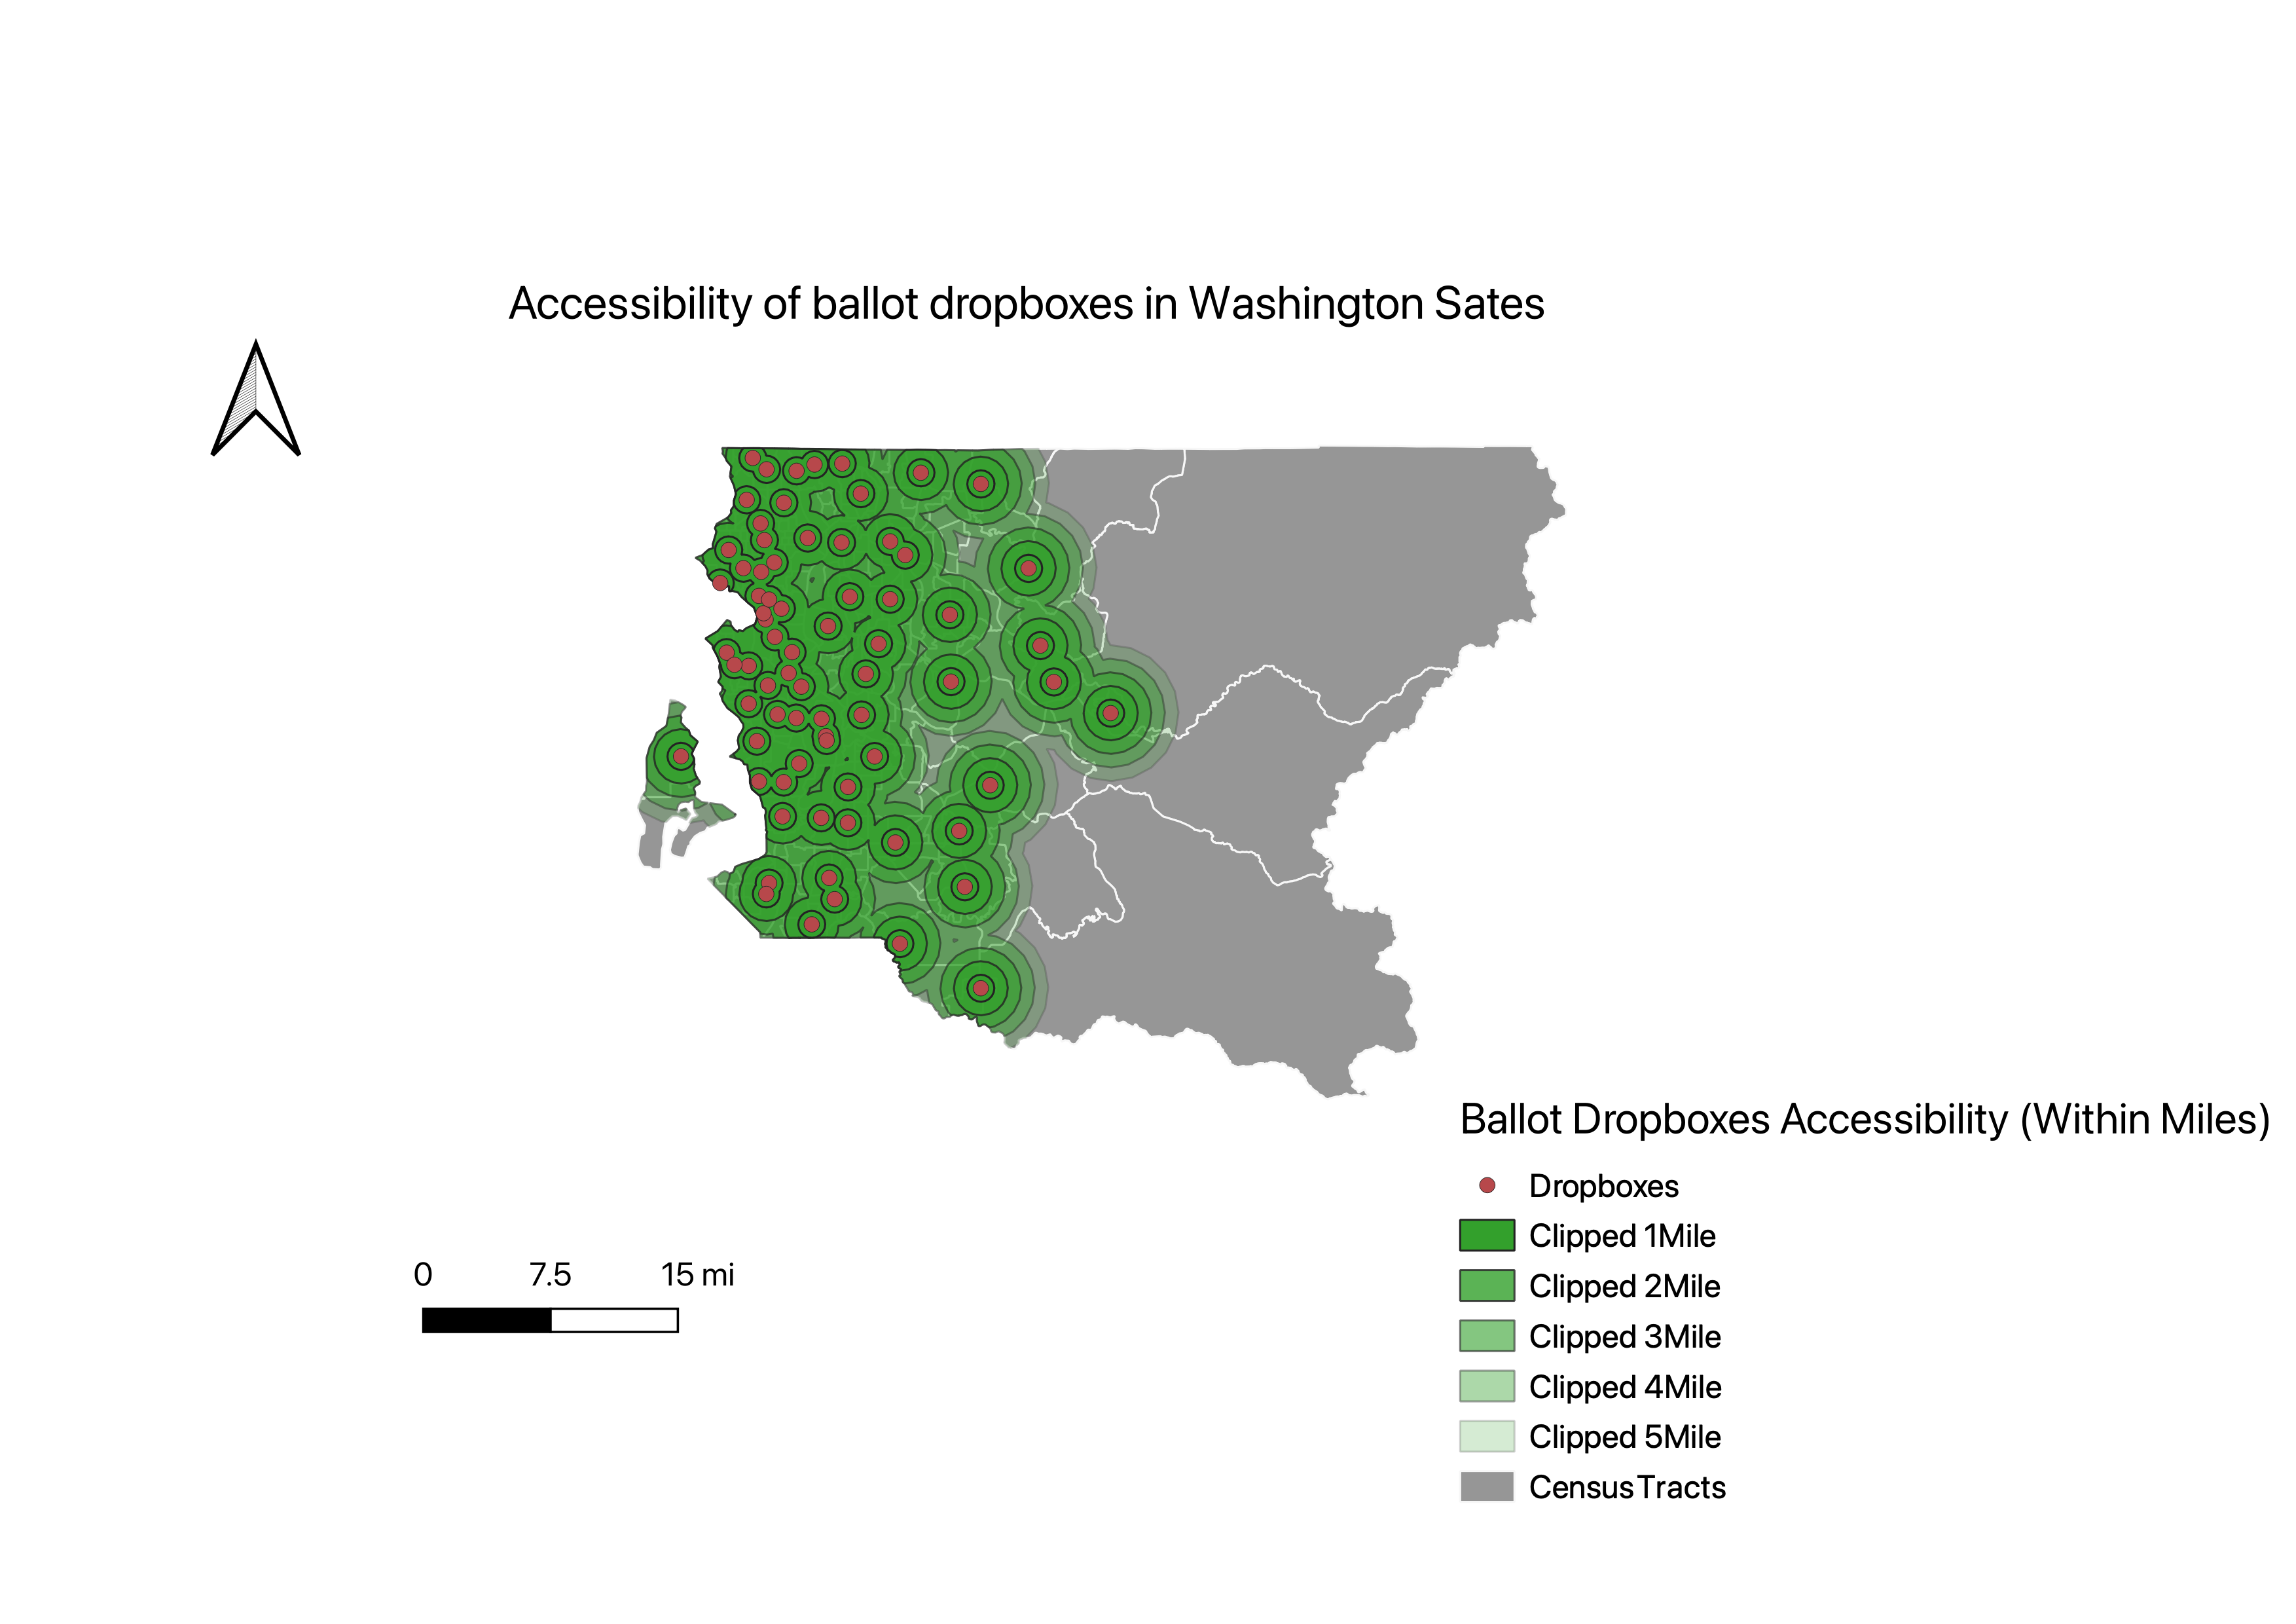 Accessibility of ballot dropboxes in Washington Sates
Ballot Dropboxes Accessibility (Within Miles)
Dropboxes
Clipped 1Mile
Clipped 2Mile
Clipped 3Mile
Clipped 4Mile
Clipped 5Mile
CensusTracts
0 7.5 15 mi